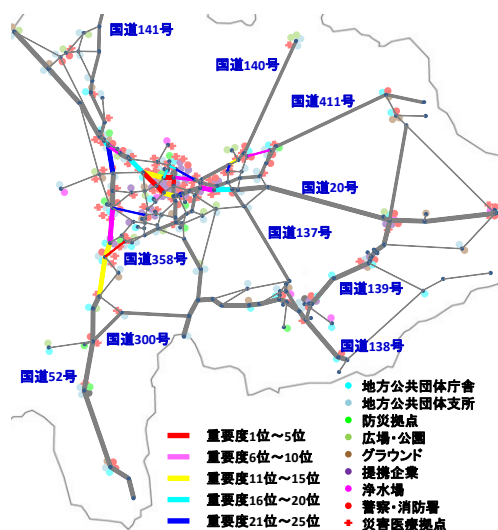 国道141号
国道140号
国道411号
国道20号
国道137号
国道358号
国道139号
国道300号
国道138号
国道52号
重要度1位～5位
重要度6位～10位
重要度11位～15位
重要度16位～20位
重要度21位～25位
地方公共団体庁舎
地方公共団体支所
防災拠点
広場・公園
グラウンド
提携企業
浄水場
警察・消防署
災害医療拠点